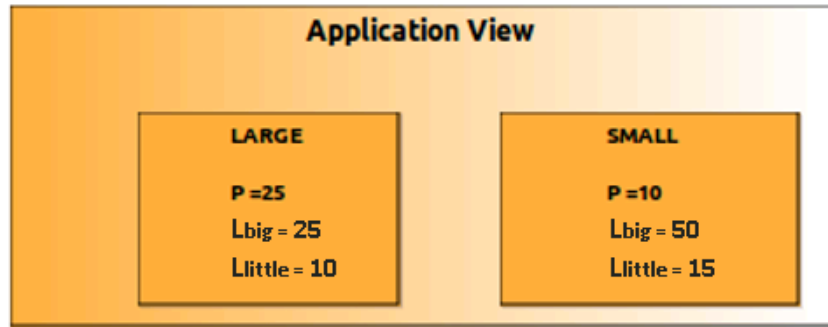 Application View
LARGE
P =25
Lbig = 25
Llittle = 10
SMALL
P =10
Lbig = 50
Llittle = 15